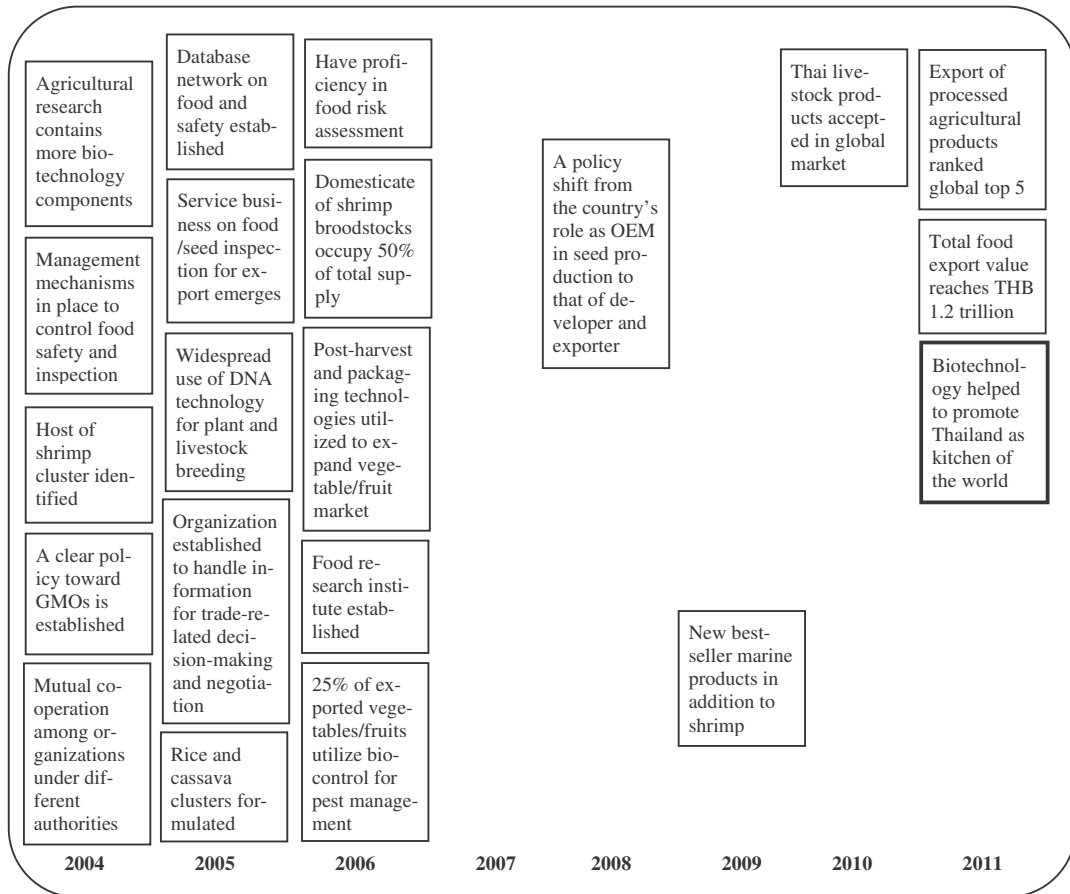 Agricultural
research
contains
more bio-
technology
components
Management
mechanisms
in place to
control food
safety and
inspection
Host of
shrimp
cluster iden-
tified
A clear pol-
icy toward
GMOs is
established
Mutual co-
operation
among or-
ganizations
under dif-
ferent
authorities
Database
network on
food and
safety estab-
lished
Service busi-
ness on food
/seed inspec-
tion for ex-
port emerges
Widespread
use of DNA
technology
for plant and
livestock
breeding
Organization
established
to handle in-
formation
for trade-re-
lated deci-
sion-making
and negotia-
tion
Rice and
cassava
clusters for-
mulated
Have profi-
ciency in
food risk
assessment
Domesticate
of shrimp
broodstocks
occupy 50%
of total sup-
ply
Post-harvest
and packag-
ing technol-
ogies util-
ized to ex-
pand vege-
table/fruit
market
Food re-
search insti-
tute estab-
lished
25% of ex-
ported vege-
tables/fruits
utilize bio-
control for
pest manage-
ment
A policy
shift from
the country's
role as OEM
in seed pro-
duction to
that of de-
veloper and
exporter
New best-
seller marine
products in
addition to
shrimp
Thai live-
stock prod-
ucts accept-
ed in global
market
Export of
processed
agricultural
products
ranked
global top 5
Total food
export value
reaches THB
1.2 trillion
Biotechnol-
ogy helped
to promote
Thailand as
kitchen of
the world
2004 2005 2006 2007 2008 2009 2010 2011